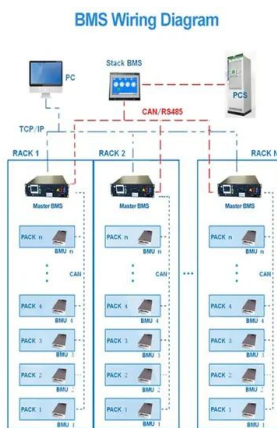 BMS Wiring Diagram
Stack BMS
PC
PCS
CAN/RS485
TCP/IP
RACK 1
RACK 2
RACK N
Master BMS
Master BMS
Master BMS
PACK n
PACK n
PACK n
BMU n
BMU n
BMU n
CAN
CAN
CAN
PACK 4
PACK 4
PACK 4
BMU 4
BMU 4
BMU 4
PACK 3
PACK 3
PACK 3
BMU 3
BMU 3
BMU 3
PACK 2
PACK 2
PACK 2
BMU 2
BMU 2
BMU 2
PACK 1
PACK 1
PACK 1
BMU 1
BMU 1
BMU 1